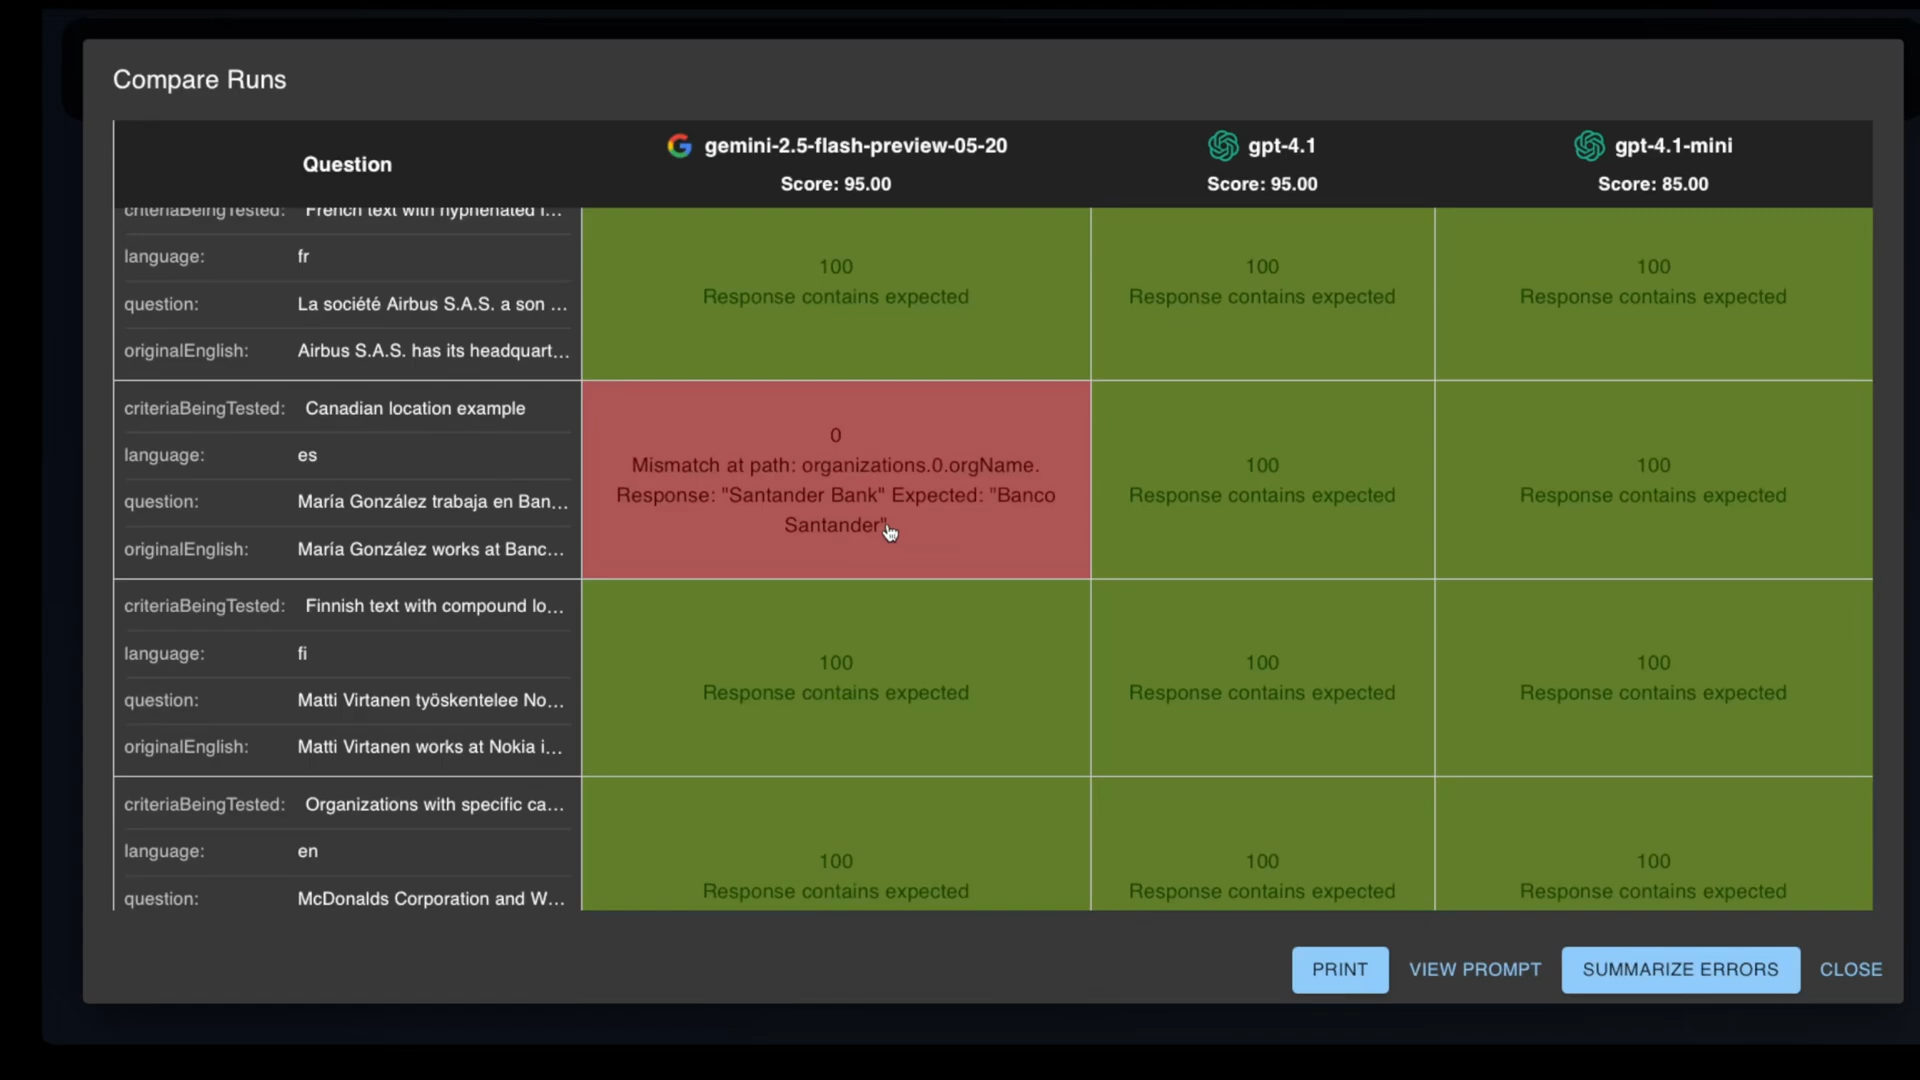 Compare Runs
Question
gemini-2.5-flash-preview-05-20
Score: 95.00
gpt-4.1
Score: 95.00
gpt-4.1-mini
Score: 85.00
criteriaBeingTested: French text with hyphenated l...
language: fr
question: La société Airbus S.A.S. a son ...
originalEnglish: Airbus S.A.S. has its headquart...
100
Response contains expected
100
Response contains expected
100
Response contains expected
criteriaBeingTested: Canadian location example
language: es
question: María González trabaja en Ban...
originalEnglish: María González works at Banc...
0
Mismatch at path: organizations.0.orgName.
Response: "Santander Bank" Expected: "Banco
Santander"
100
Response contains expected
100
Response contains expected
criteriaBeingTested: Finnish text with compound lo...
language: fi
question: Matti Virtanen työskentelee No...
originalEnglish: Matti Virtanen works at Nokia i...
100
Response contains expected
100
Response contains expected
100
Response contains expected
criteriaBeingTested: Organizations with specific ca...
language: en
question: McDonalds Corporation and W...
100
Response contains expected
100
Response contains expected
100
Response contains expected
PRINT
VIEW PROMPT
SUMMARIZE ERRORS
CLOSE